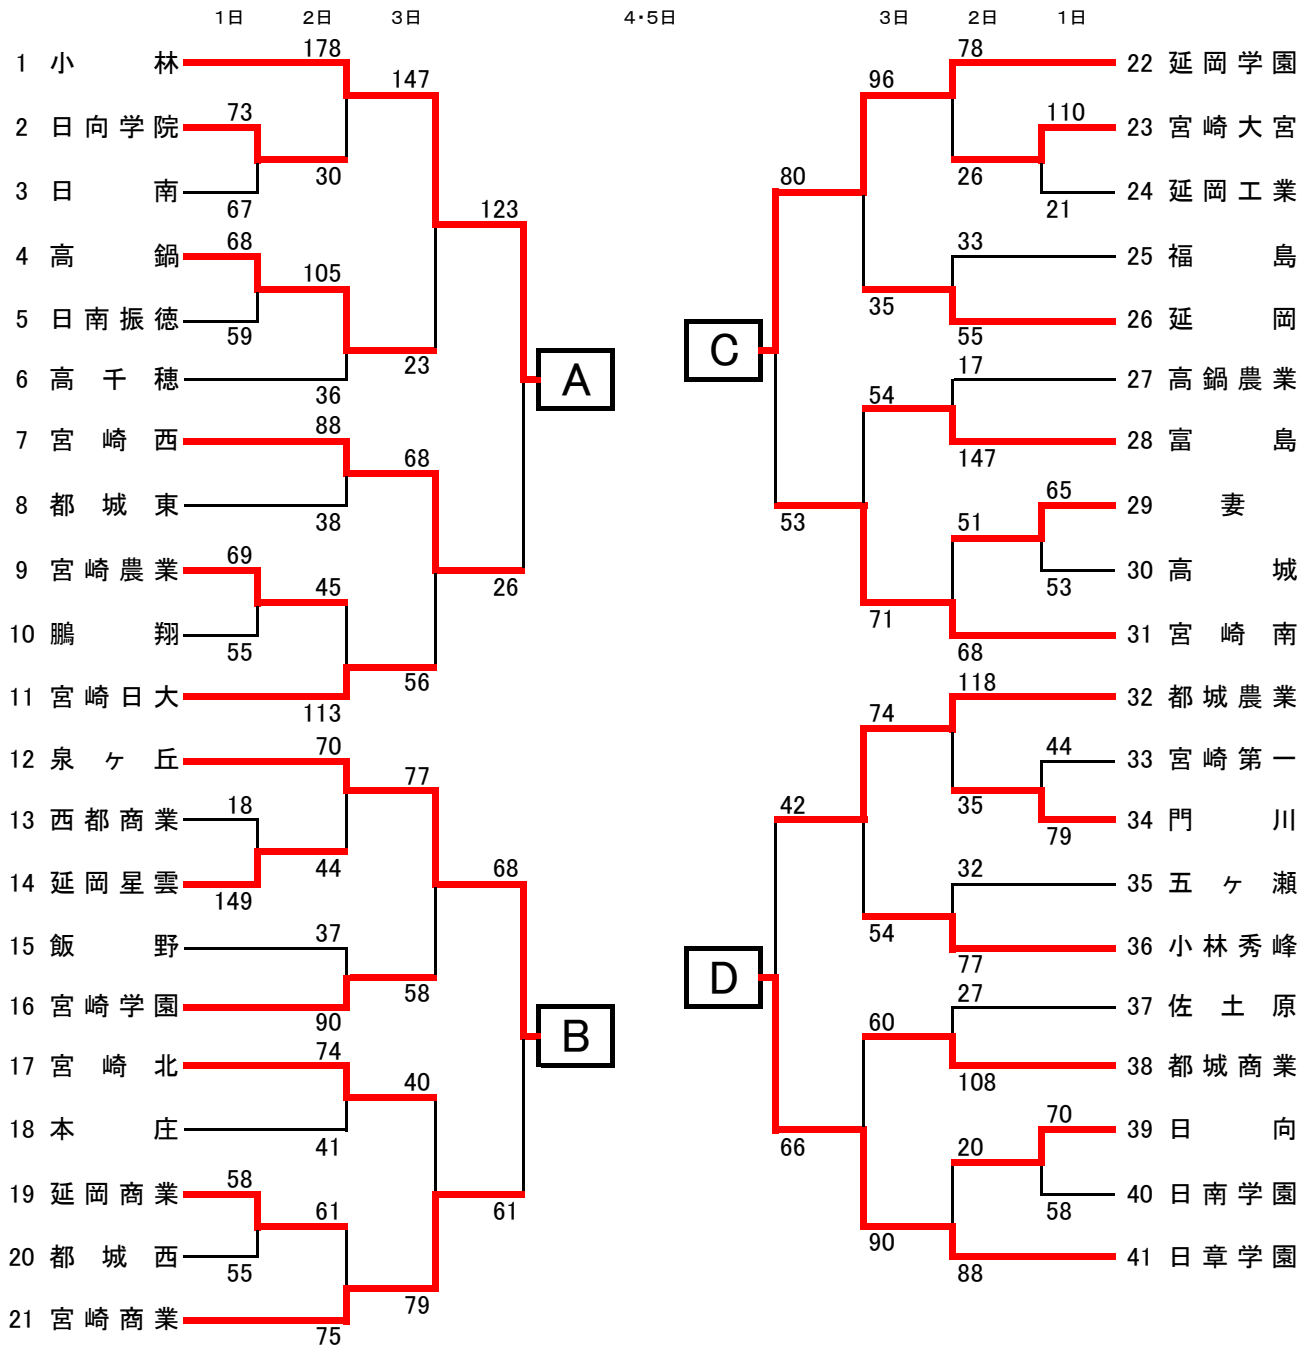 1日 2日 3日 4・5日 3日 2日 1日
178 78
1 小林 22 延岡学園
147 96
73 110
2 日向学院 23 宮崎大宮
30 80 26
3 日南 24 延岡工業
67 123 21
68 33
4 高鍋 25 福島
105
35
5 日南振徳 26 延岡
59 55
C
23 17
6 高千穂 A 27 高鍋農業
36 54
88
7 宮崎西 28 富島
68 147
65
8 都城東 29 妻
38 53 51
69
9 宮崎農業 30 高城
45 26 53
71
10 鵬翔 31 宮崎南
55 68
56 118
11 宮崎日大 32 都城農業
113 74
70 44
12 泉ヶ丘 33 宮崎第一
77
18 42 35
13 西都商業 34 門川
79
44 68 32
14 延岡星雲 35 五ヶ瀬
149
37 54
15 飯野 36 小林秀峰
77
D
58 27
16 宮崎学園 37 佐土原
90 60
B
74
17 宮崎北 38 都城商業
40 108
70
18 本庄 39 日向
41 66 20
58
19 延岡商業 40 日南学園
61 61 58
90
20 都城西 41 日章学園
55 88
79
21 宮崎商業
75